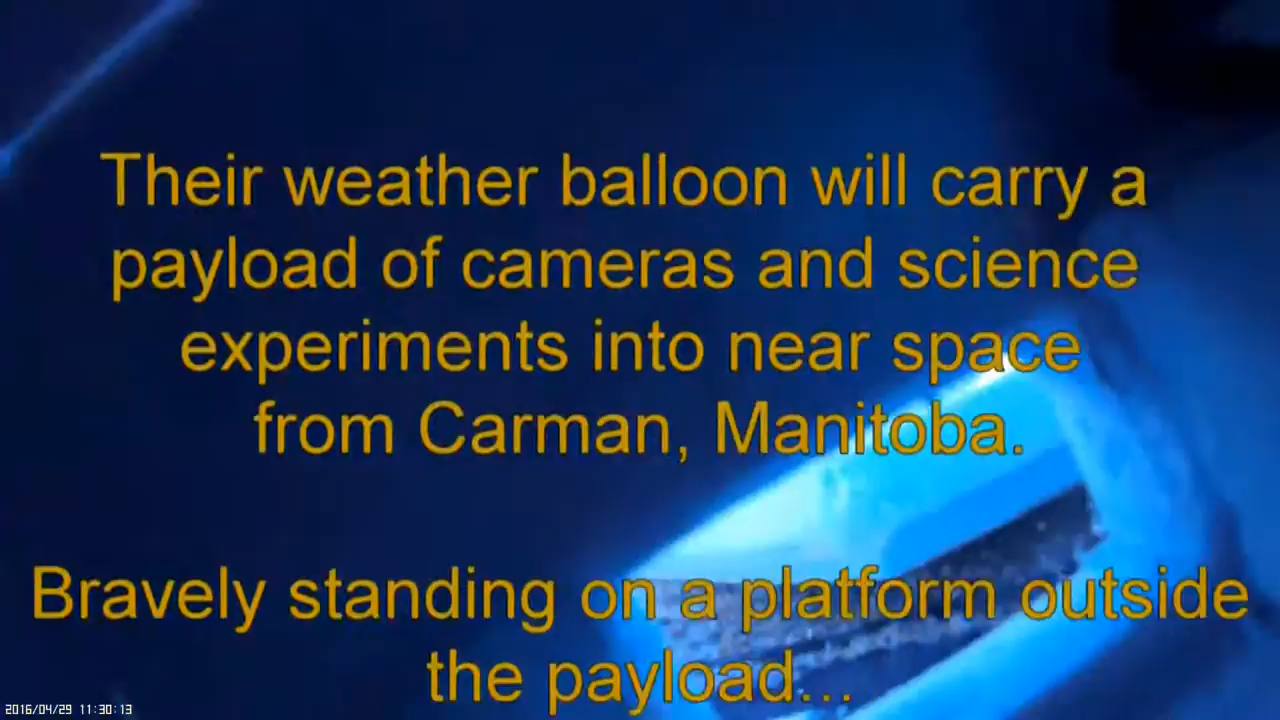 Their weather balloon will carry a
payload of cameras and science
experiments into near space
from Carman, Manitoba.
Bravely standing on a platform outside
the payload...
2016/04/29 11:30:13